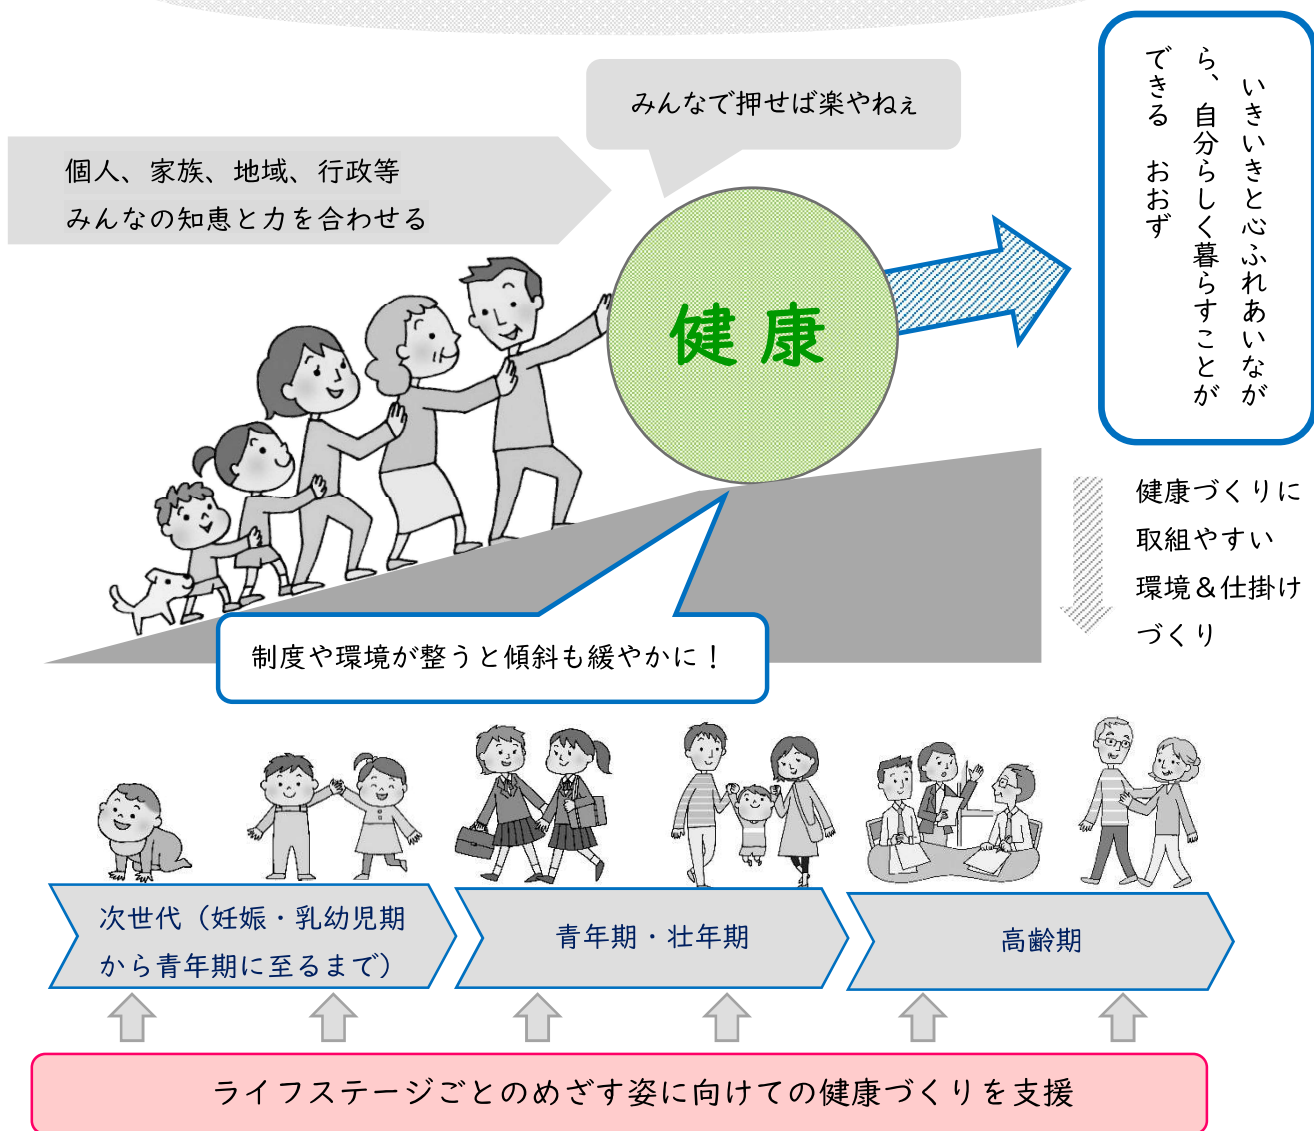 みんなで押せば楽やねぇ
個人、家族、地域、行政等
みんなの知恵と力を合わせる
健康
いきいきと心ふれあいなが
ら、自分らしく暮らすことが
できる おおず
健康づくりに
取組やすい
環境&仕掛け
づくり
制度や環境が整うと傾斜も緩やかに!
次世代(妊娠・乳幼児期
から青年期に至るまで)
青年期・壮年期
高齢期
ライフステージごとのめざす姿に向けての健康づくりを支援